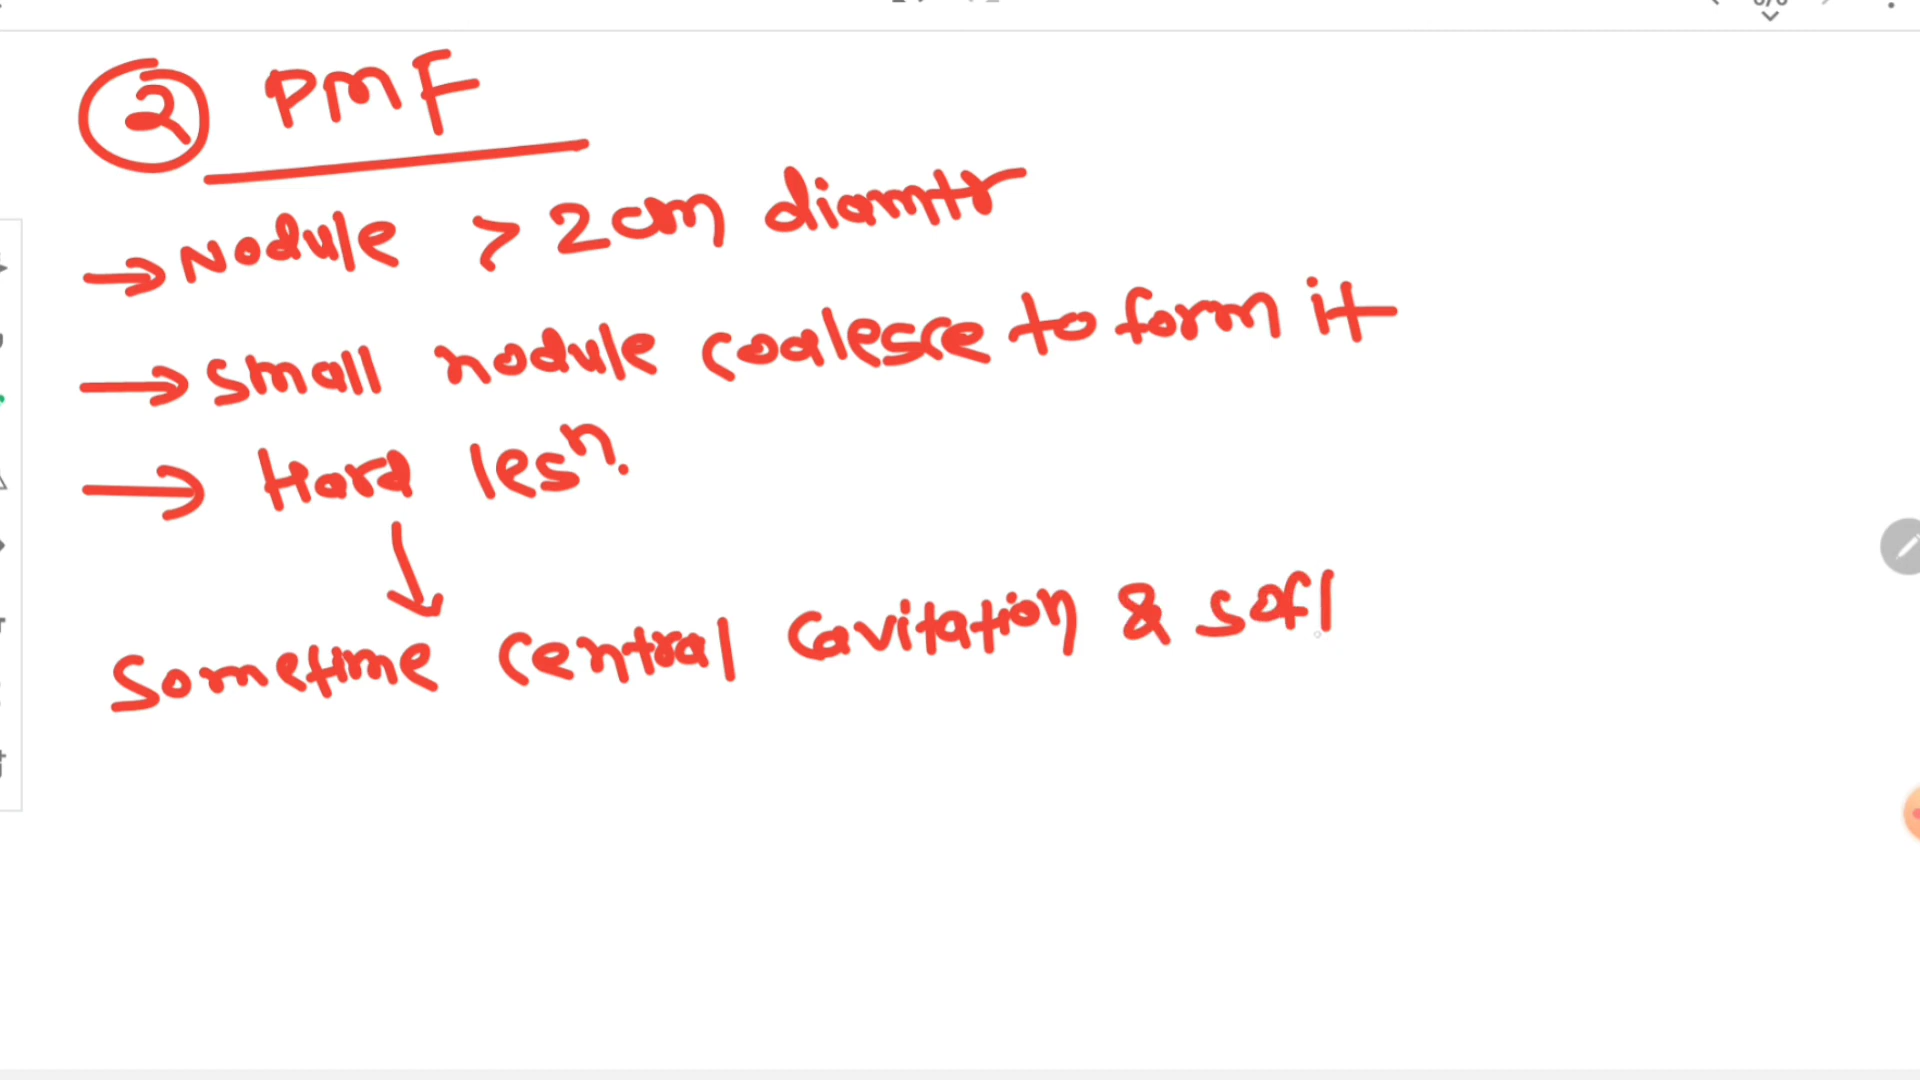 ② PMF
→ Nodule > 2cm diamtr
→ small nodule coalesce to form it
→ Hard lesⁿ.
↓
Sometime central cavitation & sofl